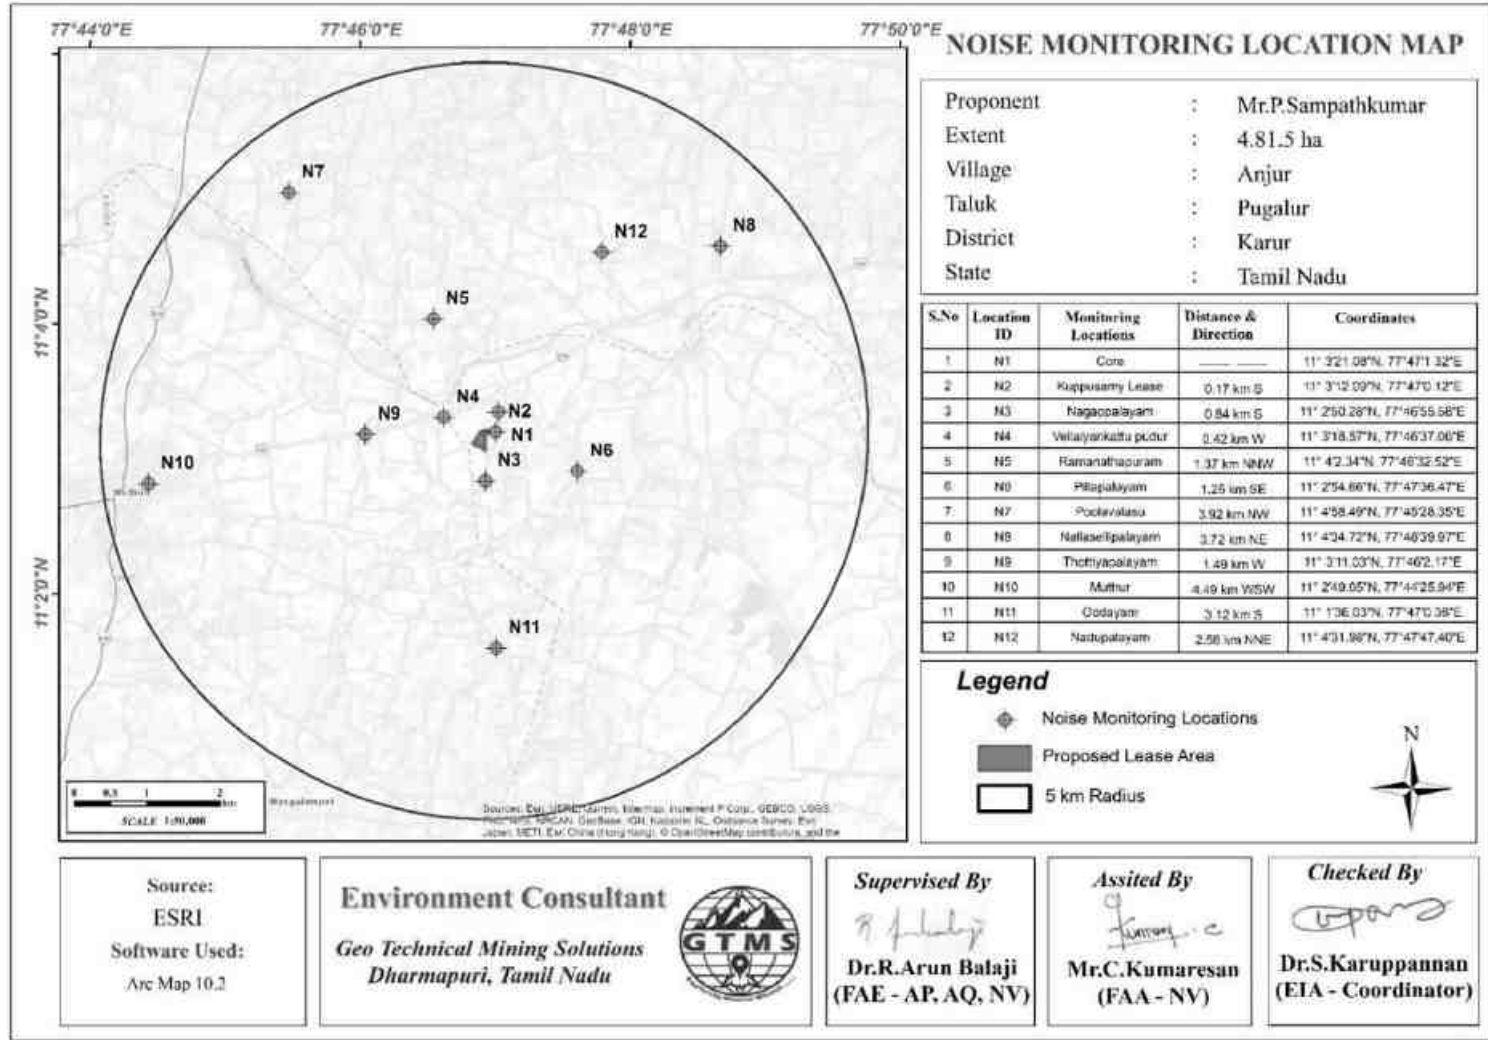 77°44'0"E
77°46'0"E
77°48'0"E
77°50'0"E
11°4'0"N
11°2'0"N
N7
N12
N8
N5
N4
N2
N9
N1
N3
N6
N10
N11
0 0.5 1 2
SCALE 1:50,000
NOISE MONITORING LOCATION MAP
Proponent : Mr.P.Sampathkumar
Extent : 4.81.5 ha
Village : Anjur
Taluk : Pugalur
District : Karur
State : Tamil Nadu
S.No Location ID Monitoring Locations Distance & Direction Coordinates
1 N1 Core 11° 3'21.08"N, 77°47'1.32"E
2 N2 Kuppusamy Lease 0.17 km S 11° 3'12.09"N, 77°47'0.12"E
3 N3 0.84 km S 11° 2'50.28"N, 77°46'55.58"E
4 N4 Vellaiyankattu pudur 0.42 km W 11° 3'18.57"N, 77°46'37.06"E
5 N5 Ramanathapuram 1.37 km NNW 11° 4'2.34"N, 77°46'32.52"E
6 N6 1.25 km SE 11° 2'54.66"N, 77°47'36.47"E
7 N7 3.92 km NW 11° 4'58.49"N, 77°45'28.35"E
8 N8 3.72 km NE 11° 4'34.72"N, 77°48'39.97"E
9 N9 Thottiyapalayam 1.49 km W 11° 3'11.03"N, 77°46'2.17"E
10 N10 Muthur 4.49 km WSW 11° 2'49.05"N, 77°44'25.94"E
11 N11 3.12 km S 11° 1'36.03"N, 77°47'0.38"E
12 N12 Nadupalayam 2.58 km NNE 11° 4'31.98"N, 77°47'47.40"E
Legend
Noise Monitoring Locations
Proposed Lease Area
5 km Radius
N
Source:
ESRI
Software Used:
Arc Map 10.2
Environment Consultant
Geo Technical Mining Solutions
Dharmapuri, Tamil Nadu
GTMS
Supervised By
Dr.R.Arun Balaji
(FAE - AP, AQ, NV)
Assited By
Mr.C.Kumaresan
(FAA - NV)
Checked By
Dr.S.Karuppannan
(EIA - Coordinator)